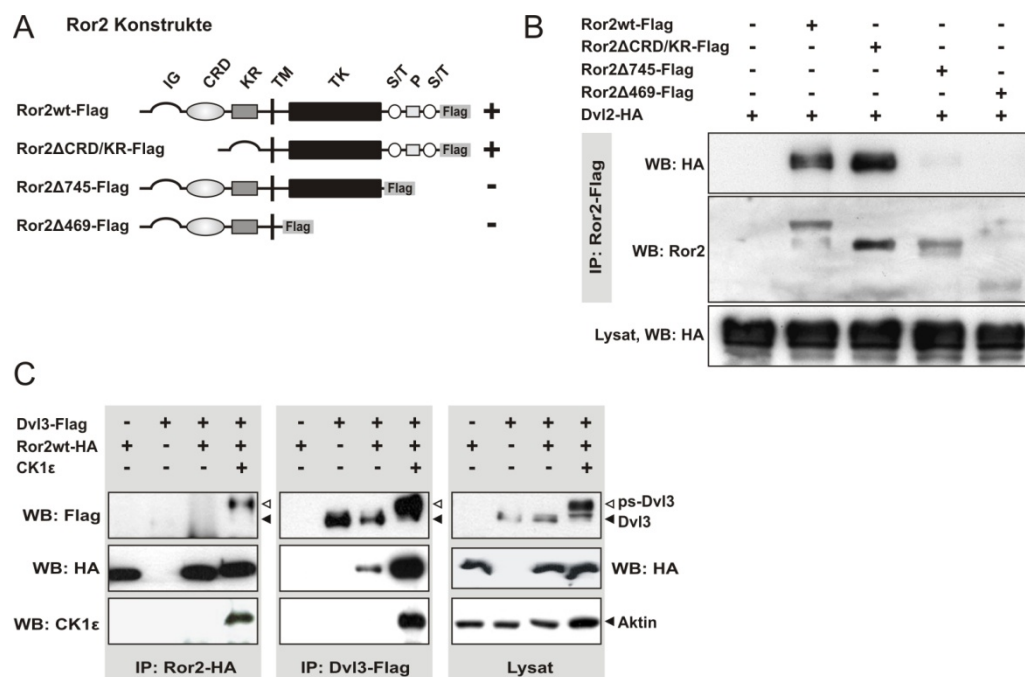 A Ror2 Konstrukte
IG CRD KR TM TK S/T P S/T
Ror2wt-Flag Flag +
Ror2ΔCRD/KR-Flag Flag +
Ror2Δ745-Flag Flag -
Ror2Δ469-Flag Flag -
B
Ror2wt-Flag - + - - -
Ror2ΔCRD/KR-Flag - - + - -
Ror2Δ745-Flag - - - + -
Ror2Δ469-Flag - - - - +
Dvl2-HA + + + + +
IP: Ror2-Flag
WB: HA
WB: Ror2
Lysat, WB: HA
C
Dvl3-Flag - + + + - + + + - + + +
Ror2wt-HA + - + + + - + + + - + +
CK1ε - - - + - - - + - - - +
WB: Flag ps-Dvl3
Dvl3
WB: HA WB: HA
WB: CK1ε Aktin
IP: Ror2-HA IP: Dvl3-Flag Lysat